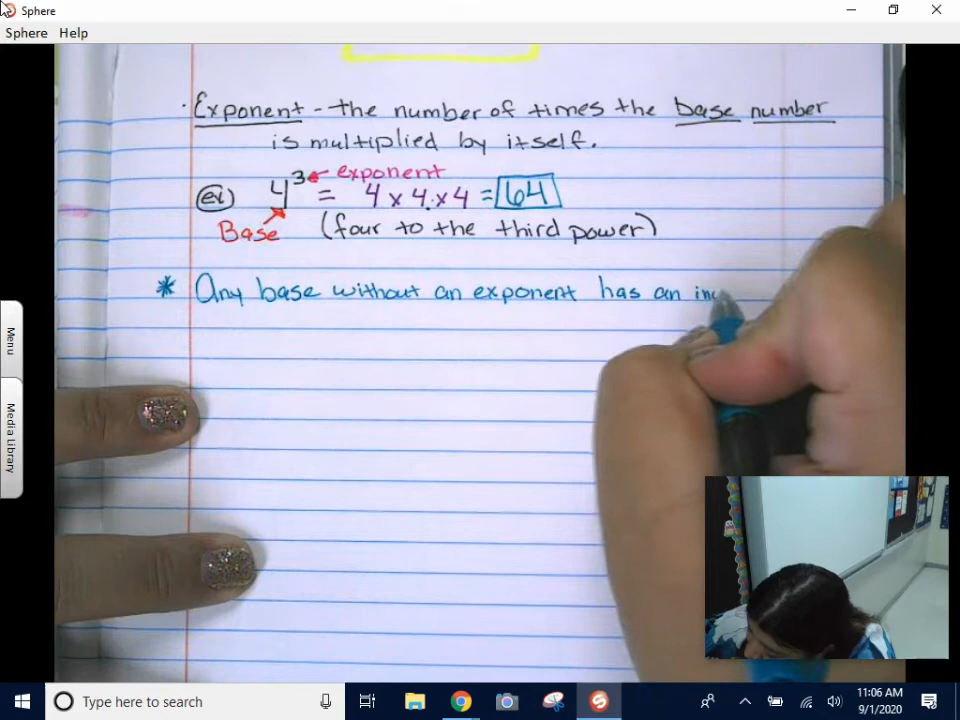 Sphere
Sphere Help
· Exponent - the number of times the base number
is multiplied by itself.
ex) 4³ ← exponent = 4 x 4 x 4 = 64
Base (four to the third power)
* Any base without an exponent has an
Menu
Media Library
Type here to search
11:06 AM
9/1/2020